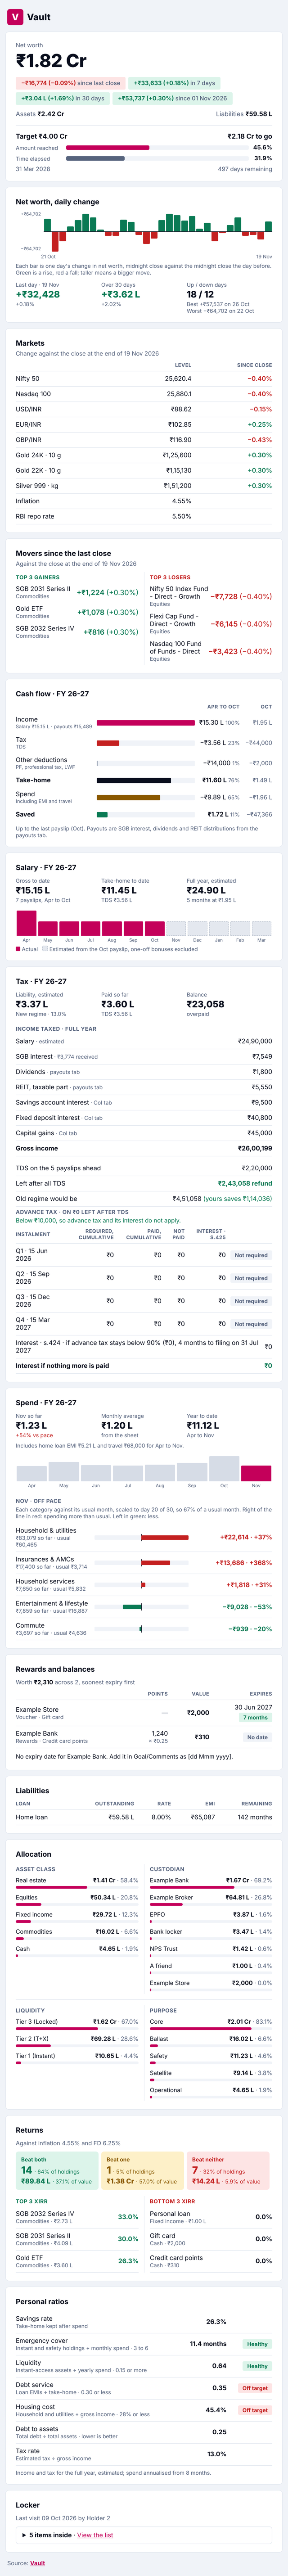 V Vault
Net worth
₹1.82 Cr
−₹16,774 (−0.09%) since last close
+₹33,633 (+0.18%) in 7 days
+₹3.04 L (+1.69%) in 30 days
+₹53,737 (+0.30%) since 01 Nov 2026
Assets ₹2.42 Cr
Liabilities ₹59.58 L
Target ₹4.00 Cr
₹2.18 Cr to go
Amount reached 45.6%
Time elapsed 31.9%
31 Mar 2028
497 days remaining
Net worth, daily change
+₹64,702
−₹64,702
21 Oct
19 Nov
Each bar is one day's change in net worth, midnight close against the midnight close the day before.
Green is a rise, red a fall; taller means a bigger move.
Last day · 19 Nov
+₹32,428
+0.18%
Over 30 days
+₹3.62 L
+2.02%
Up / down days
18 / 12
Best +₹57,537 on 26 Oct
Worst −₹64,702 on 22 Oct
Markets
Change against the close at the end of 19 Nov 2026
LEVEL SINCE CLOSE
Nifty 50 25,620.4 −0.40%
Nasdaq 100 25,880.1 −0.40%
USD/INR ₹88.62 −0.15%
EUR/INR ₹102.85 +0.25%
GBP/INR ₹116.90 −0.43%
Gold 24K · 10 g ₹1,25,600 +0.30%
Gold 22K · 10 g ₹1,15,130 +0.30%
Silver 999 · kg ₹1,51,200 +0.30%
Inflation 4.55%
RBI repo rate 5.50%
Movers since the last close
Against the close at the end of 19 Nov 2026
TOP 3 GAINERS
SGB 2031 Series II +₹1,224 (+0.30%)
Commodities
Gold ETF +₹1,078 (+0.30%)
Commodities
SGB 2032 Series IV +₹816 (+0.30%)
Commodities
TOP 3 LOSERS
Nifty 50 Index Fund - Direct - Growth −₹7,728 (−0.40%)
Equities
Flexi Cap Fund - Direct - Growth −₹6,145 (−0.40%)
Equities
Nasdaq 100 Fund of Funds - Direct −₹3,423 (−0.40%)
Equities
Cash flow · FY 26-27
APR TO OCT OCT
Income ₹15.30 L 100% ₹1.95 L
Salary ₹15.15 L · payouts ₹15,489
Tax −₹3.56 L 23% −₹44,000
TDS
Other deductions −₹14,000 1% −₹2,000
PF, professional tax, LWF
Take-home ₹11.60 L 76% ₹1.49 L
Spend −₹9.89 L 65% −₹1.96 L
Including EMI and travel
Saved ₹1.72 L 11% −₹47,366
Up to the last payslip (Oct). Payouts are SGB interest, dividends and REIT distributions from the
payouts tab.
Salary · FY 26-27
Gross to date
₹15.15 L
7 payslips, Apr to Oct
Take-home to date
₹11.45 L
TDS ₹3.56 L
Full year, estimated
₹24.90 L
5 months at ₹1.95 L
Apr May Jun Jul Aug Sep Oct Nov Dec Jan Feb Mar
Actual Estimated from the Oct payslip, one-off bonuses excluded
Tax · FY 26-27
Liability, estimated
₹3.37 L
New regime · 13.0%
Paid so far
₹3.60 L
TDS ₹3.56 L
Balance
₹23,058
overpaid
INCOME TAXED · FULL YEAR
Salary · estimated ₹24,90,000
SGB interest · ₹3,774 received ₹7,549
Dividends · payouts tab ₹1,800
REIT, taxable part · payouts tab ₹5,550
Savings account interest · Col tab ₹9,500
Fixed deposit interest · Col tab ₹40,800
Capital gains · Col tab ₹45,000
Gross income ₹26,00,199
TDS on the 5 payslips ahead ₹2,20,000
Left after all TDS ₹2,43,058 refund
Old regime would be ₹4,51,058 (yours saves ₹1,14,036)
ADVANCE TAX · ON ₹0 LEFT AFTER TDS
Below ₹10,000, so advance tax and its interest do not apply.
INSTALMENT REQUIRED, CUMULATIVE PAID, CUMULATIVE NOT PAID INTEREST · S.425
Q1 · 15 Jun 2026 ₹0 ₹0 ₹0 ₹0 Not required
Q2 · 15 Sep 2026 ₹0 ₹0 ₹0 ₹0 Not required
Q3 · 15 Dec 2026 ₹0 ₹0 ₹0 ₹0 Not required
Q4 · 15 Mar 2027 ₹0 ₹0 ₹0 ₹0 Not required
Interest · s.424 · if advance tax stays below 90% (₹0), 4 months to filing on 31 Jul 2027 ₹0
Interest if nothing more is paid ₹0
Spend · FY 26-27
Nov so far
₹1.23 L
+54% vs pace
Monthly average
₹1.20 L
from the sheet
Year to date
₹11.12 L
Apr to Nov
Includes home loan EMI ₹5.21 L and travel ₹68,000 for Apr to Nov.
Apr May Jun Jul Aug Sep Oct Nov
NOV · OFF PACE
Each category against its usual month, scaled to day 20 of 30, so 67% of a usual month. Right of the
line in red: spending more than usual. Left in green: less.
Household & utilities +₹22,614 · +37%
₹83,079 so far · usual ₹60,465
Insurances & AMCs +₹13,686 · +368%
₹17,400 so far · usual ₹3,714
Household services +₹1,818 · +31%
₹7,650 so far · usual ₹5,832
Entertainment & lifestyle −₹9,028 · −53%
₹7,859 so far · usual ₹16,887
Commute −₹939 · −20%
₹3,697 so far · usual ₹4,636
Rewards and balances
Worth ₹2,310 across 2, soonest expiry first
POINTS VALUE EXPIRES
Example Store — ₹2,000 30 Jun 2027
Voucher · Gift card 7 months
Example Bank 1,240 ₹310 No date
Rewards · Credit card points × ₹0.25
No expiry date for Example Bank. Add it in Goal/Comments as [dd Mmm yyyy].
Liabilities
LOAN OUTSTANDING RATE EMI REMAINING
Home loan ₹59.58 L 8.00% ₹65,087 142 months
Allocation
ASSET CLASS
Real estate ₹1.41 Cr · 58.4%
Equities ₹50.34 L · 20.8%
Fixed income ₹29.72 L · 12.3%
Commodities ₹16.02 L · 6.6%
Cash ₹4.65 L · 1.9%
CUSTODIAN
Example Bank ₹1.67 Cr · 69.2%
Example Broker ₹64.81 L · 26.8%
EPFO ₹3.87 L · 1.6%
Bank locker ₹3.47 L · 1.4%
NPS Trust ₹1.42 L · 0.6%
A friend ₹1.00 L · 0.4%
Example Store ₹2,000 · 0.0%
LIQUIDITY
Tier 3 (Locked) ₹1.62 Cr · 67.0%
Tier 2 (T+X) ₹69.28 L · 28.6%
Tier 1 (Instant) ₹10.65 L · 4.4%
PURPOSE
Core ₹2.01 Cr · 83.1%
Ballast ₹16.02 L · 6.6%
Safety ₹11.23 L · 4.6%
Satellite ₹9.14 L · 3.8%
Operational ₹4.65 L · 1.9%
Returns
Against inflation 4.55% and FD 6.25%
Beat both
14 · 64% of holdings
₹89.84 L · 37.1% of value
Beat one
1 · 5% of holdings
₹1.38 Cr · 57.0% of value
Beat neither
7 · 32% of holdings
₹14.24 L · 5.9% of value
TOP 3 XIRR
SGB 2032 Series IV 33.0%
Commodities · ₹2.73 L
SGB 2031 Series II 30.0%
Commodities · ₹4.09 L
Gold ETF 26.3%
Commodities · ₹3.60 L
BOTTOM 3 XIRR
Personal loan 0.0%
Fixed income · ₹1.00 L
Gift card 0.0%
Cash · ₹2,000
Credit card points 0.0%
Cash · ₹310
Personal ratios
Savings rate 26.3%
Take-home kept after spend
Emergency cover 11.4 months Healthy
Instant and safety holdings ÷ monthly spend · 3 to 6
Liquidity 0.64 Healthy
Instant-access assets ÷ yearly spend · 0.15 or more
Debt service 0.35 Off target
Loan EMIs ÷ take-home · 0.30 or less
Housing cost 45.4% Off target
Household and utilities ÷ gross income · 28% or less
Debt to assets 0.25
Total debt ÷ total assets · lower is better
Tax rate 13.0%
Estimated tax ÷ gross income
Income and tax for the full year, estimated; spend annualised from 8 months.
Locker
Last visit 09 Oct 2026 by Holder 2
▶ 5 items inside · View the list
Source: Vault